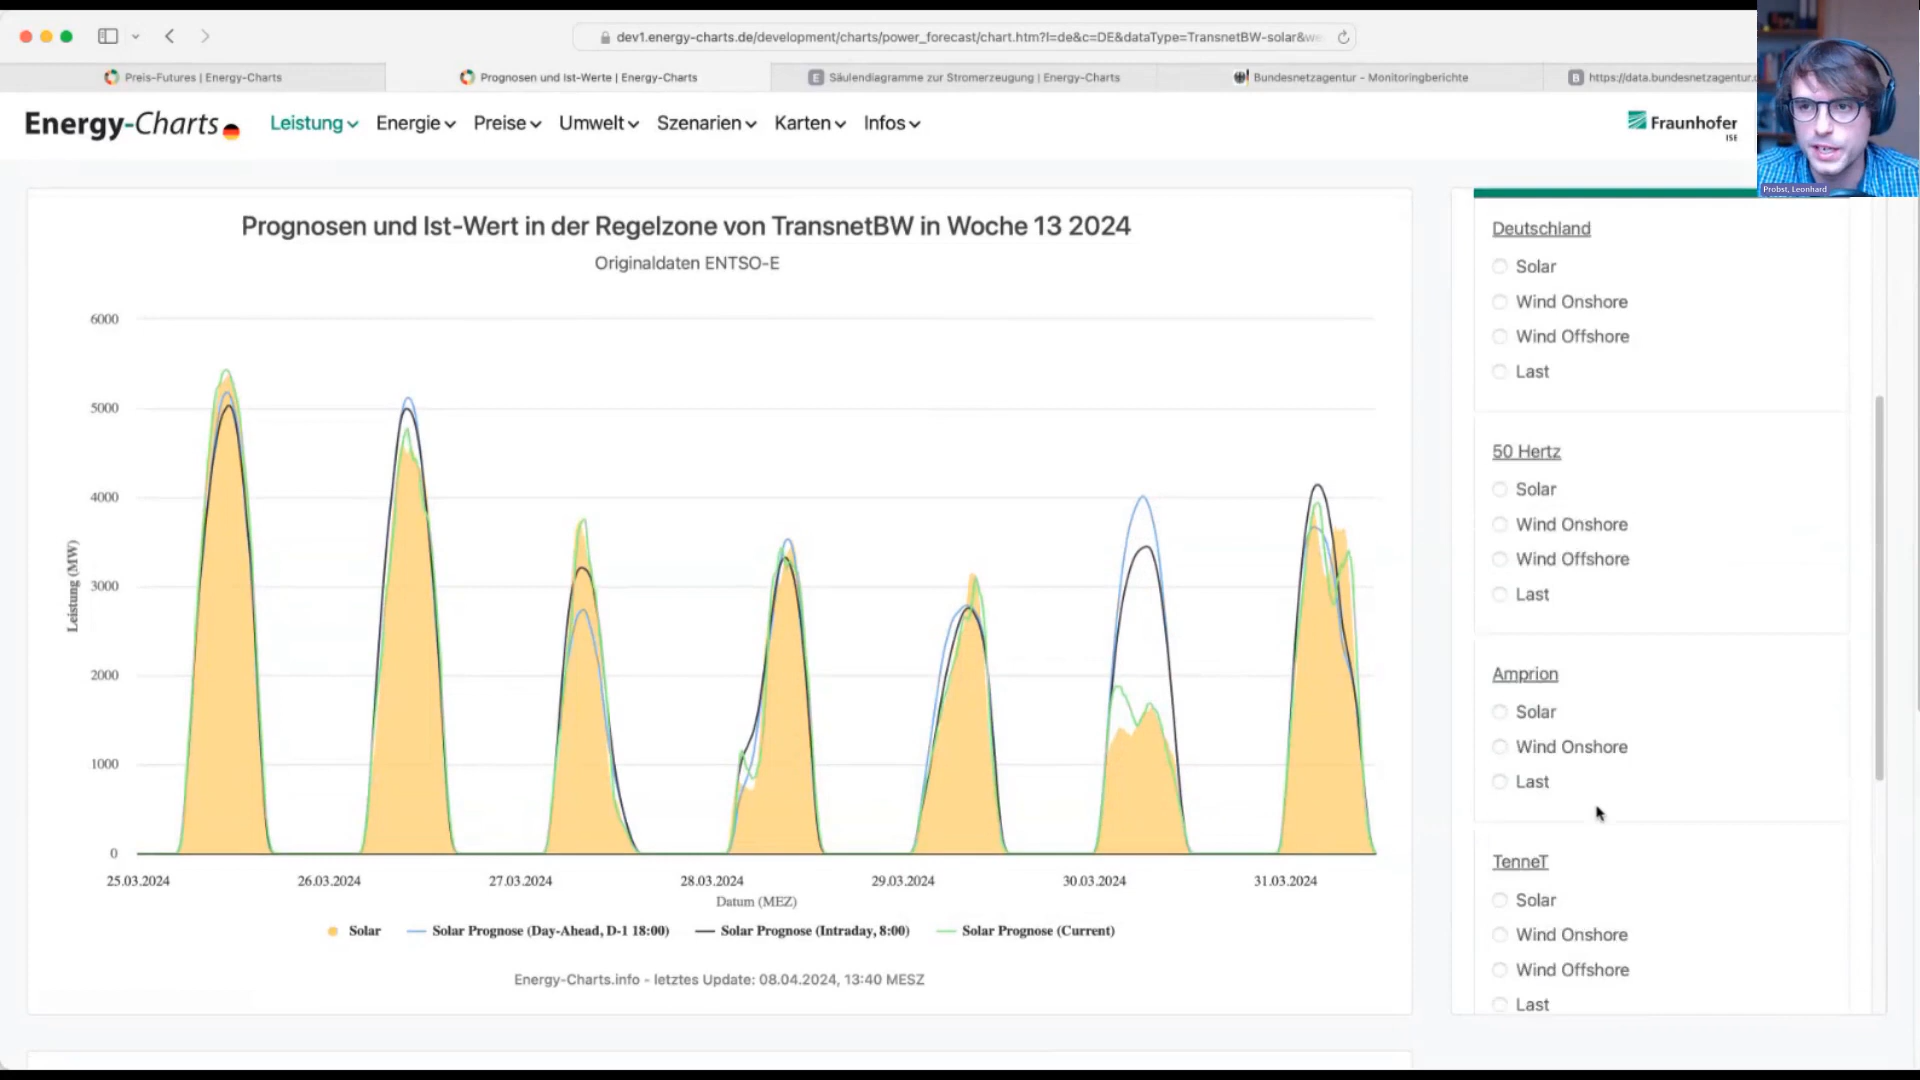 dev1.energy-charts.de/development/charts/power_forecast/chart.htm?l=de&c=DE&dataType=TransnetBW-solar&we
Preis-Futures | Energy-Charts
Prognosen und Ist-Werte | Energy-Charts
E Säulendiagramme zur Stromerzeugung | Energy-Charts
Bundesnetzagentur - Monitoringberichte
B https://data.bundesnetzagentur.d
Energy-Charts
Leistung
Energie
Preise
Umwelt
Szenarien
Karten
Infos
Fraunhofer
ISE
Probst, Leonhard
Prognosen und Ist-Wert in der Regelzone von TransnetBW in Woche 13 2024
Originaldaten ENTSO-E
Leistung (MW)
6000
5000
4000
3000
2000
1000
0
25.03.2024
26.03.2024
27.03.2024
28.03.2024
29.03.2024
30.03.2024
31.03.2024
Datum (MEZ)
Solar
Solar Prognose (Day-Ahead, D-1 18:00)
Solar Prognose (Intraday, 8:00)
Solar Prognose (Current)
Energy-Charts.info - letztes Update: 08.04.2024, 13:40 MESZ
Deutschland
Solar
Wind Onshore
Wind Offshore
Last
50 Hertz
Solar
Wind Onshore
Wind Offshore
Last
Amprion
Solar
Wind Onshore
Last
TenneT
Solar
Wind Onshore
Wind Offshore
Last